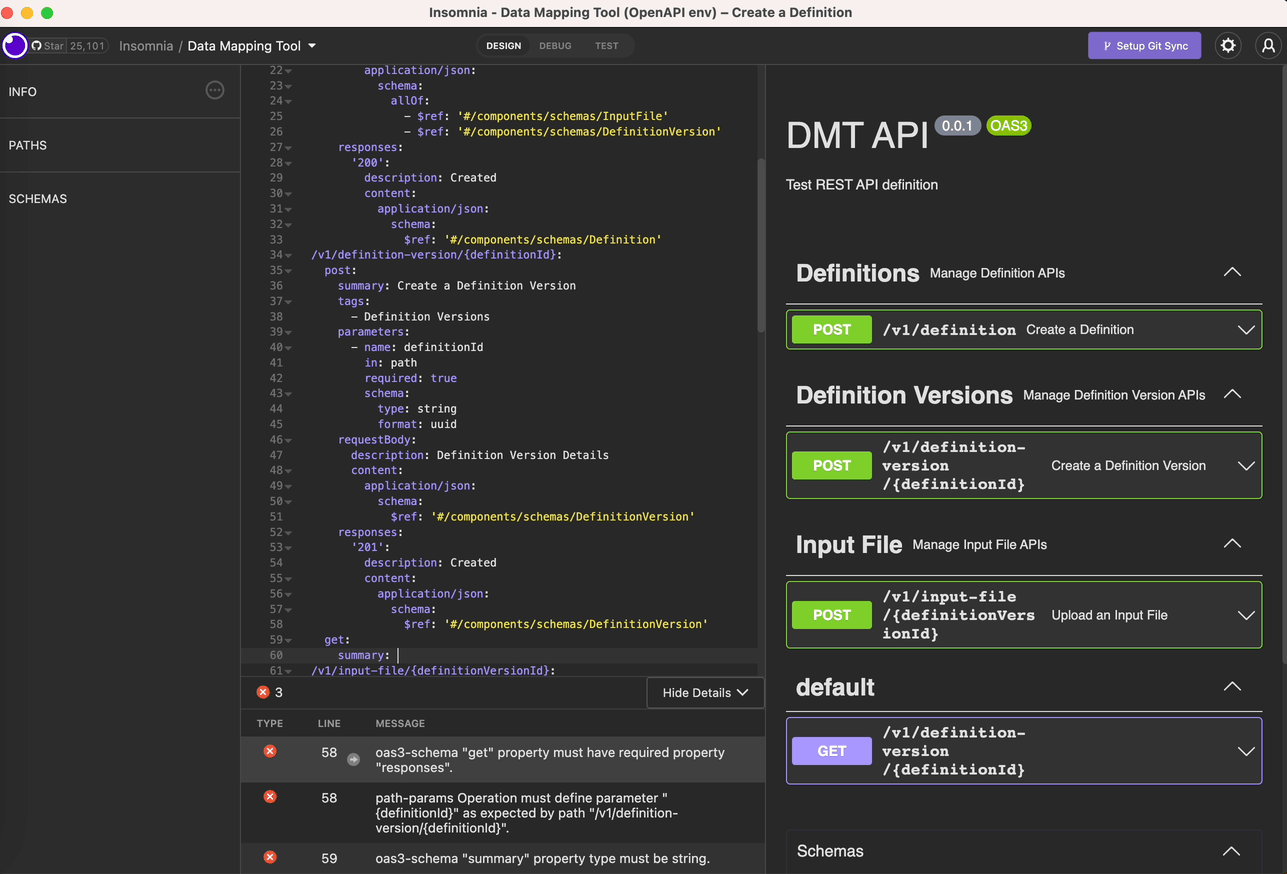 Insomnia - Data Mapping Tool (OpenAPI env) – Create a Definition
Star 25,101
Insomnia / Data Mapping Tool
DESIGN DEBUG TEST
Setup Git Sync
INFO
PATHS
SCHEMAS
22 application/json:
23 schema:
24 allOf:
25 - $ref: '#/components/schemas/InputFile'
26 - $ref: '#/components/schemas/DefinitionVersion'
27 responses:
28 '200':
29 description: Created
30 content:
31 application/json:
32 schema:
33 $ref: '#/components/schemas/Definition'
34 /v1/definition-version/{definitionId}:
35 post:
36 summary: Create a Definition Version
37 tags:
38 - Definition Versions
39 parameters:
40 - name: definitionId
41 in: path
42 required: true
43 schema:
44 type: string
45 format: uuid
46 requestBody:
47 description: Definition Version Details
48 content:
49 application/json:
50 schema:
51 $ref: '#/components/schemas/DefinitionVersion'
52 responses:
53 '201':
54 description: Created
55 content:
56 application/json:
57 schema:
58 $ref: '#/components/schemas/DefinitionVersion'
59 get:
60 summary:
61 /v1/input-file/{definitionVersionId}:
3
Hide Details
TYPE LINE MESSAGE
58 oas3-schema "get" property must have required property
"responses".
58 path-params Operation must define parameter "
{definitionId}" as expected by path "/v1/definition-
version/{definitionId}".
59 oas3-schema "summary" property type must be string.
DMT API 0.0.1 OAS3
Test REST API definition
Definitions Manage Definition APIs
POST /v1/definition Create a Definition
Definition Versions Manage Definition Version APIs
POST /v1/definition-
version
/{definitionId}
Create a Definition Version
Input File Manage Input File APIs
POST /v1/input-file
/{definitionVers
ionId}
Upload an Input File
default
GET /v1/definition-
version
/{definitionId}
Schemas